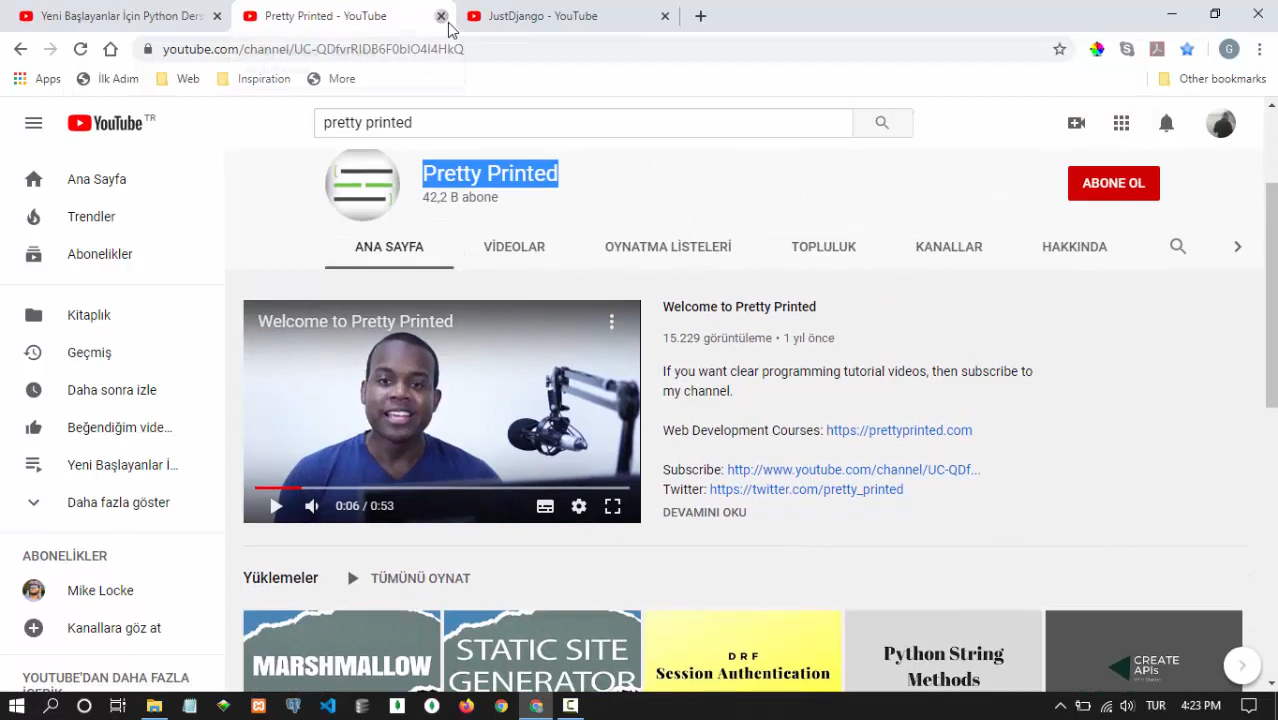 Yeni Başlayanlar İçin Python Ders
Pretty Printed - YouTube
JustDjango - YouTube
youtube.com/channel/UC-QDfvrRIDB6F0bIO4I4HkQ
G
Apps
İlk Adım
Web
Inspiration
More
Other bookmarks
YouTube TR
pretty printed
Ana Sayfa
Trendler
Abonelikler
Kitaplık
Geçmiş
Daha sonra izle
Beğendiğim vide...
Yeni Başlayanlar İ...
Daha fazla göster
ABONELİKLER
Mike Locke
Kanallara göz at
YOUTUBE'DAN DAHA FAZLA
İÇERİK
Pretty Printed
42,2 B abone
ABONE OL
ANA SAYFA
VİDEOLAR
OYNATMA LİSTELERİ
TOPLULUK
KANALLAR
HAKKINDA
Welcome to Pretty Printed
0:06 / 0:53
Welcome to Pretty Printed
15.229 görüntüleme • 1 yıl önce
If you want clear programming tutorial videos, then subscribe to
my channel.
Web Development Courses: https://prettyprinted.com
Subscribe: http://www.youtube.com/channel/UC-QDf...
Twitter: https://twitter.com/pretty_printed
DEVAMINI OKU
Yüklemeler
TÜMÜNÜ OYNAT
MARSHMALLOW
STATIC SITE
GENERATOR
DRF
Session Authentication
Python String
Methods
CREATE
APIs
TUR
4:23 PM